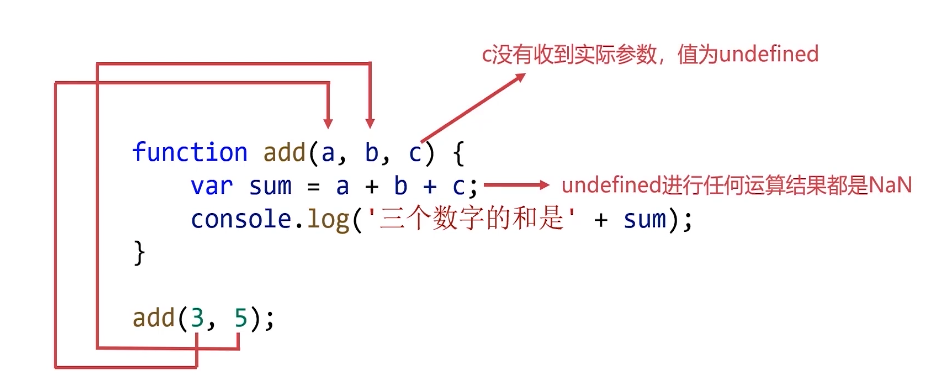 c没有收到实际参数，值为undefined
function add(a, b, c) {
    var sum = a + b + c;
undefined进行任何运算结果都是NaN
    console.log('三个数字的和是' + sum);
}
add(3, 5);